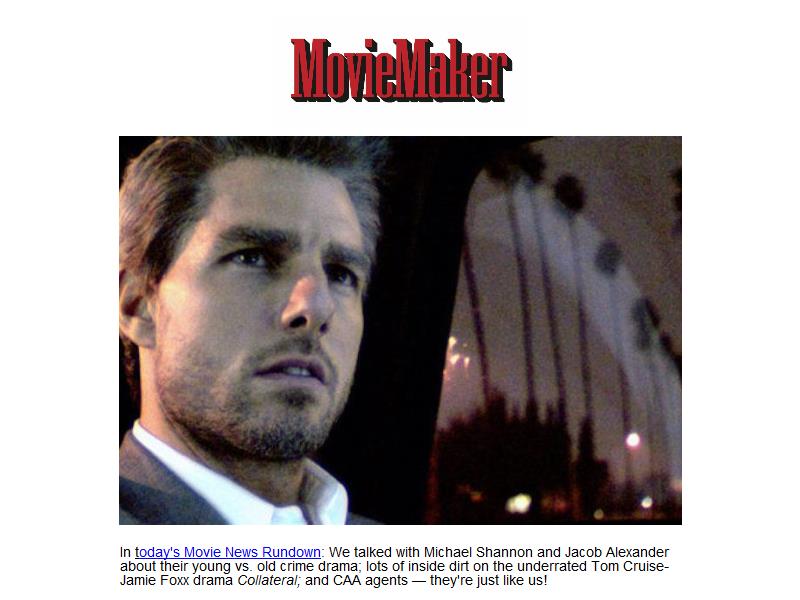 MovieMaker
In today's Movie News Rundown: We talked with Michael Shannon and Jacob Alexander
about their young vs. old crime drama; lots of inside dirt on the underrated Tom Cruise-
Jamie Foxx drama Collateral; and CAA agents — they're just like us!